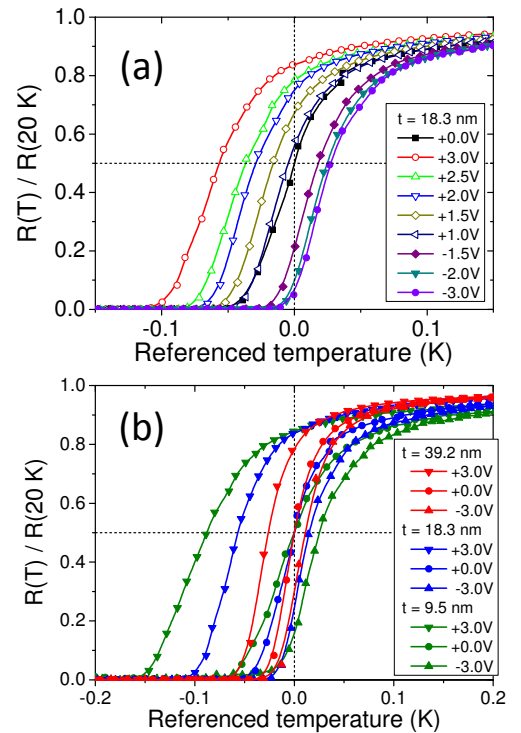 (a)
R(T) / R(20 K)
1.0
0.8
0.6
0.4
0.2
0.0
t = 18.3 nm
+0.0V
+3.0V
+2.5V
+2.0V
+1.5V
+1.0V
-1.5V
-2.0V
-3.0V
-0.1
0.0
0.1
Referenced temperature (K)
(b)
R(T) / R(20 K)
1.0
0.8
0.6
0.4
0.2
0.0
t = 39.2 nm
+3.0V
+0.0V
-3.0V
t = 18.3 nm
+3.0V
+0.0V
-3.0V
t = 9.5 nm
+3.0V
+0.0V
-3.0V
-0.2
-0.1
0.0
0.1
0.2
Referenced temperature (K)